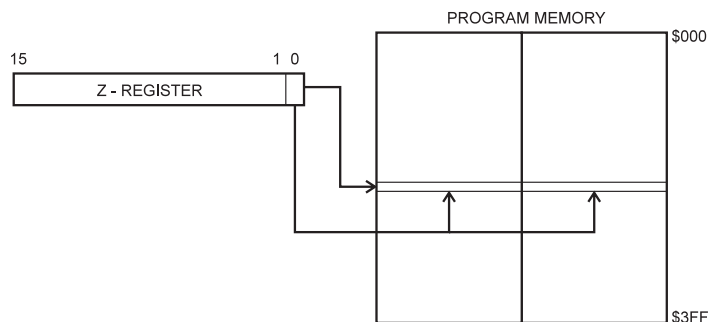 PROGRAM MEMORY
$000
15 1 0
Z - REGISTER
$3FF